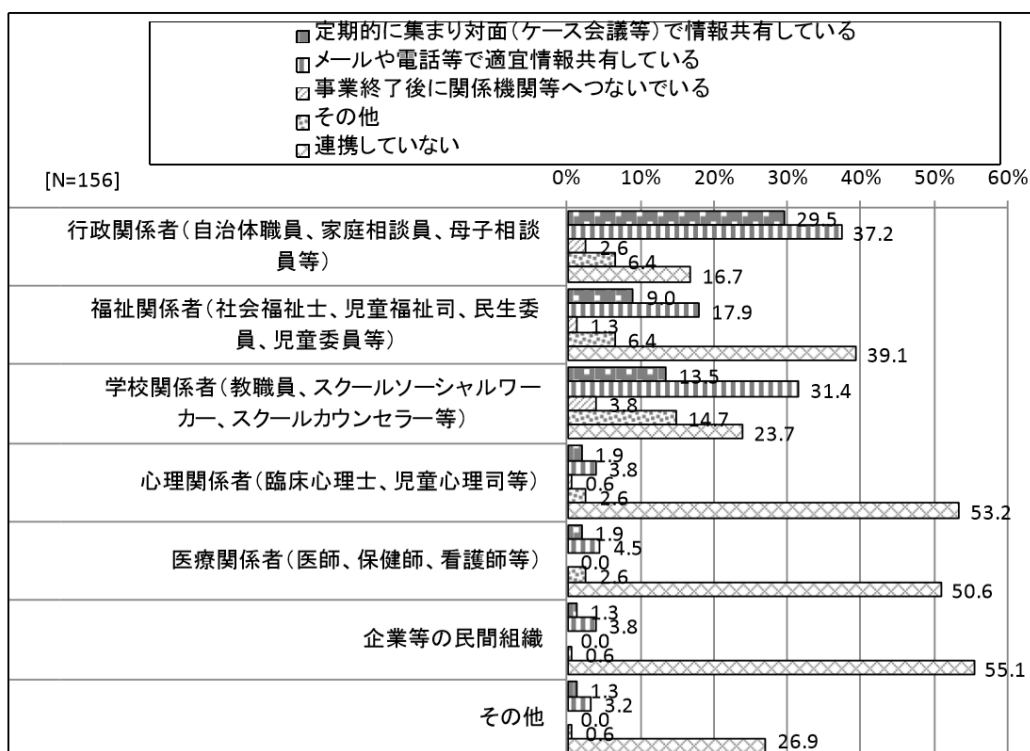 定期的に集まり対面(ケース会議等)で情報共有している
メールや電話等で適宜情報共有している
事業終了後に関係機関等へつないでいる
その他
連携していない
[N=156]
0% 10% 20% 30% 40% 50% 60%
行政関係者(自治体職員、家庭相談員、母子相談
員等)
29.5
37.2
2.6
6.4
16.7
福祉関係者(社会福祉士、児童福祉司、民生委
員、児童委員等)
9.0
17.9
1.3
6.4
39.1
学校関係者(教職員、スクールソーシャルワー
カー、スクールカウンセラー等)
13.5
31.4
3.8
14.7
23.7
心理関係者(臨床心理士、児童心理司等)
1.9
3.8
0.6
2.6
53.2
医療関係者(医師、保健師、看護師等)
1.9
4.5
0.0
2.6
50.6
企業等の民間組織
1.3
3.8
0.0
0.6
55.1
その他
1.3
3.2
0.0
0.6
26.9